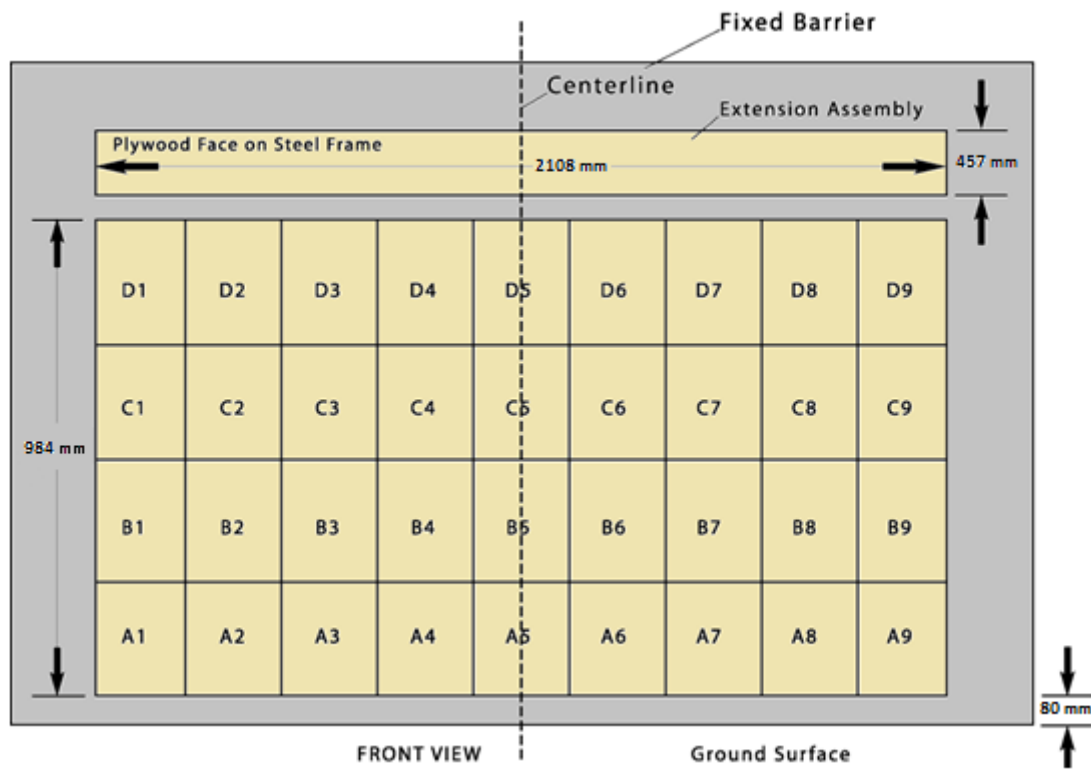 Fixed Barrier
Centerline
Extension Assembly
Plywood Face on Steel Frame
2108 mm
457 mm
D1 D2 D3 D4 D5 D6 D7 D8 D9
C1 C2 C3 C4 C5 C6 C7 C8 C9
984 mm
B1 B2 B3 B4 B5 B6 B7 B8 B9
A1 A2 A3 A4 A5 A6 A7 A8 A9
80 mm
FRONT VIEW Ground Surface